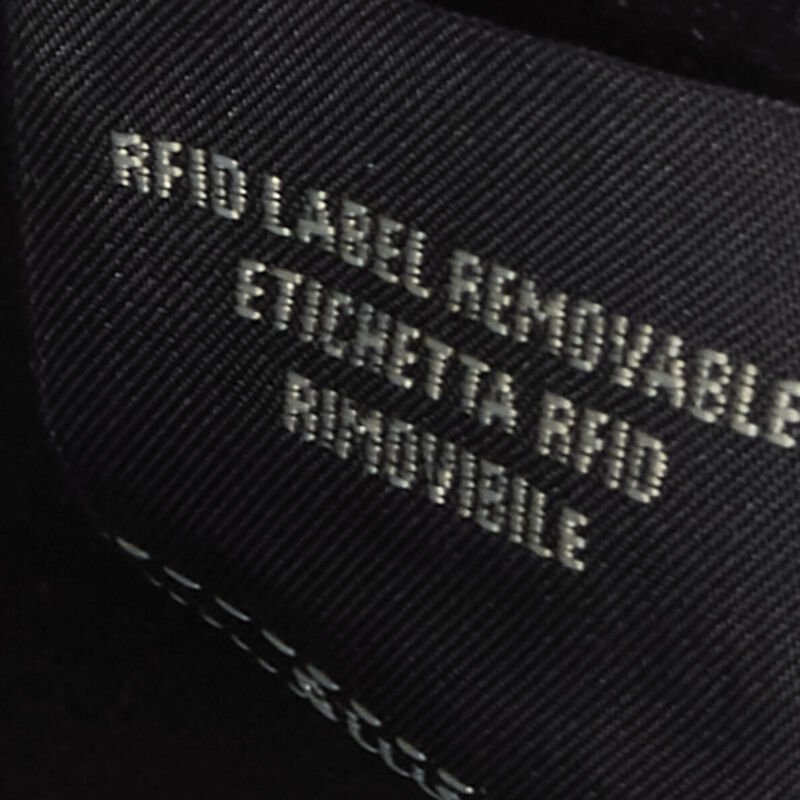 RFID LABEL REMOVABLE
ETICHETTA RFID
RIMOVIBILE